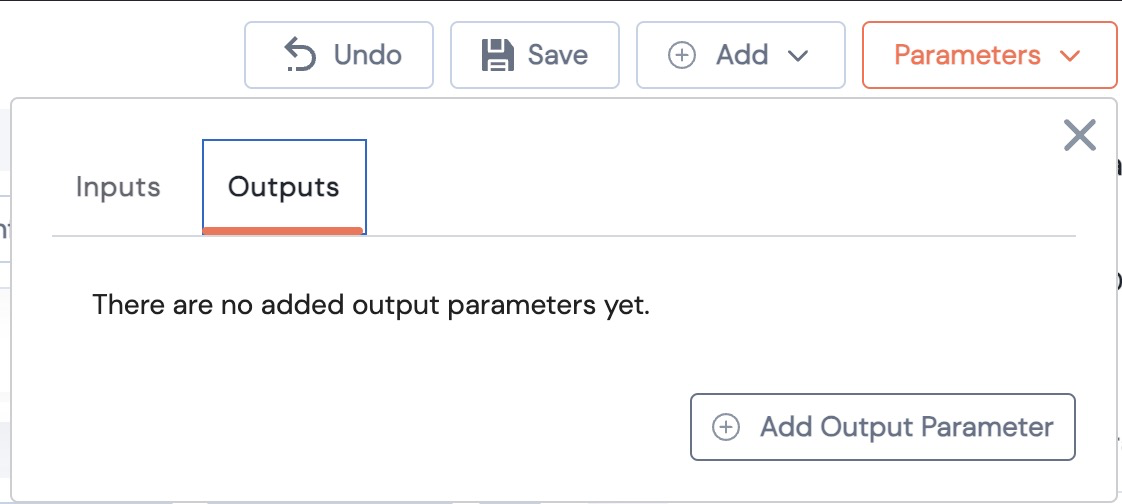 Undo
Save
Add
Parameters
Inputs
Outputs
There are no added output parameters yet.
Add Output Parameter